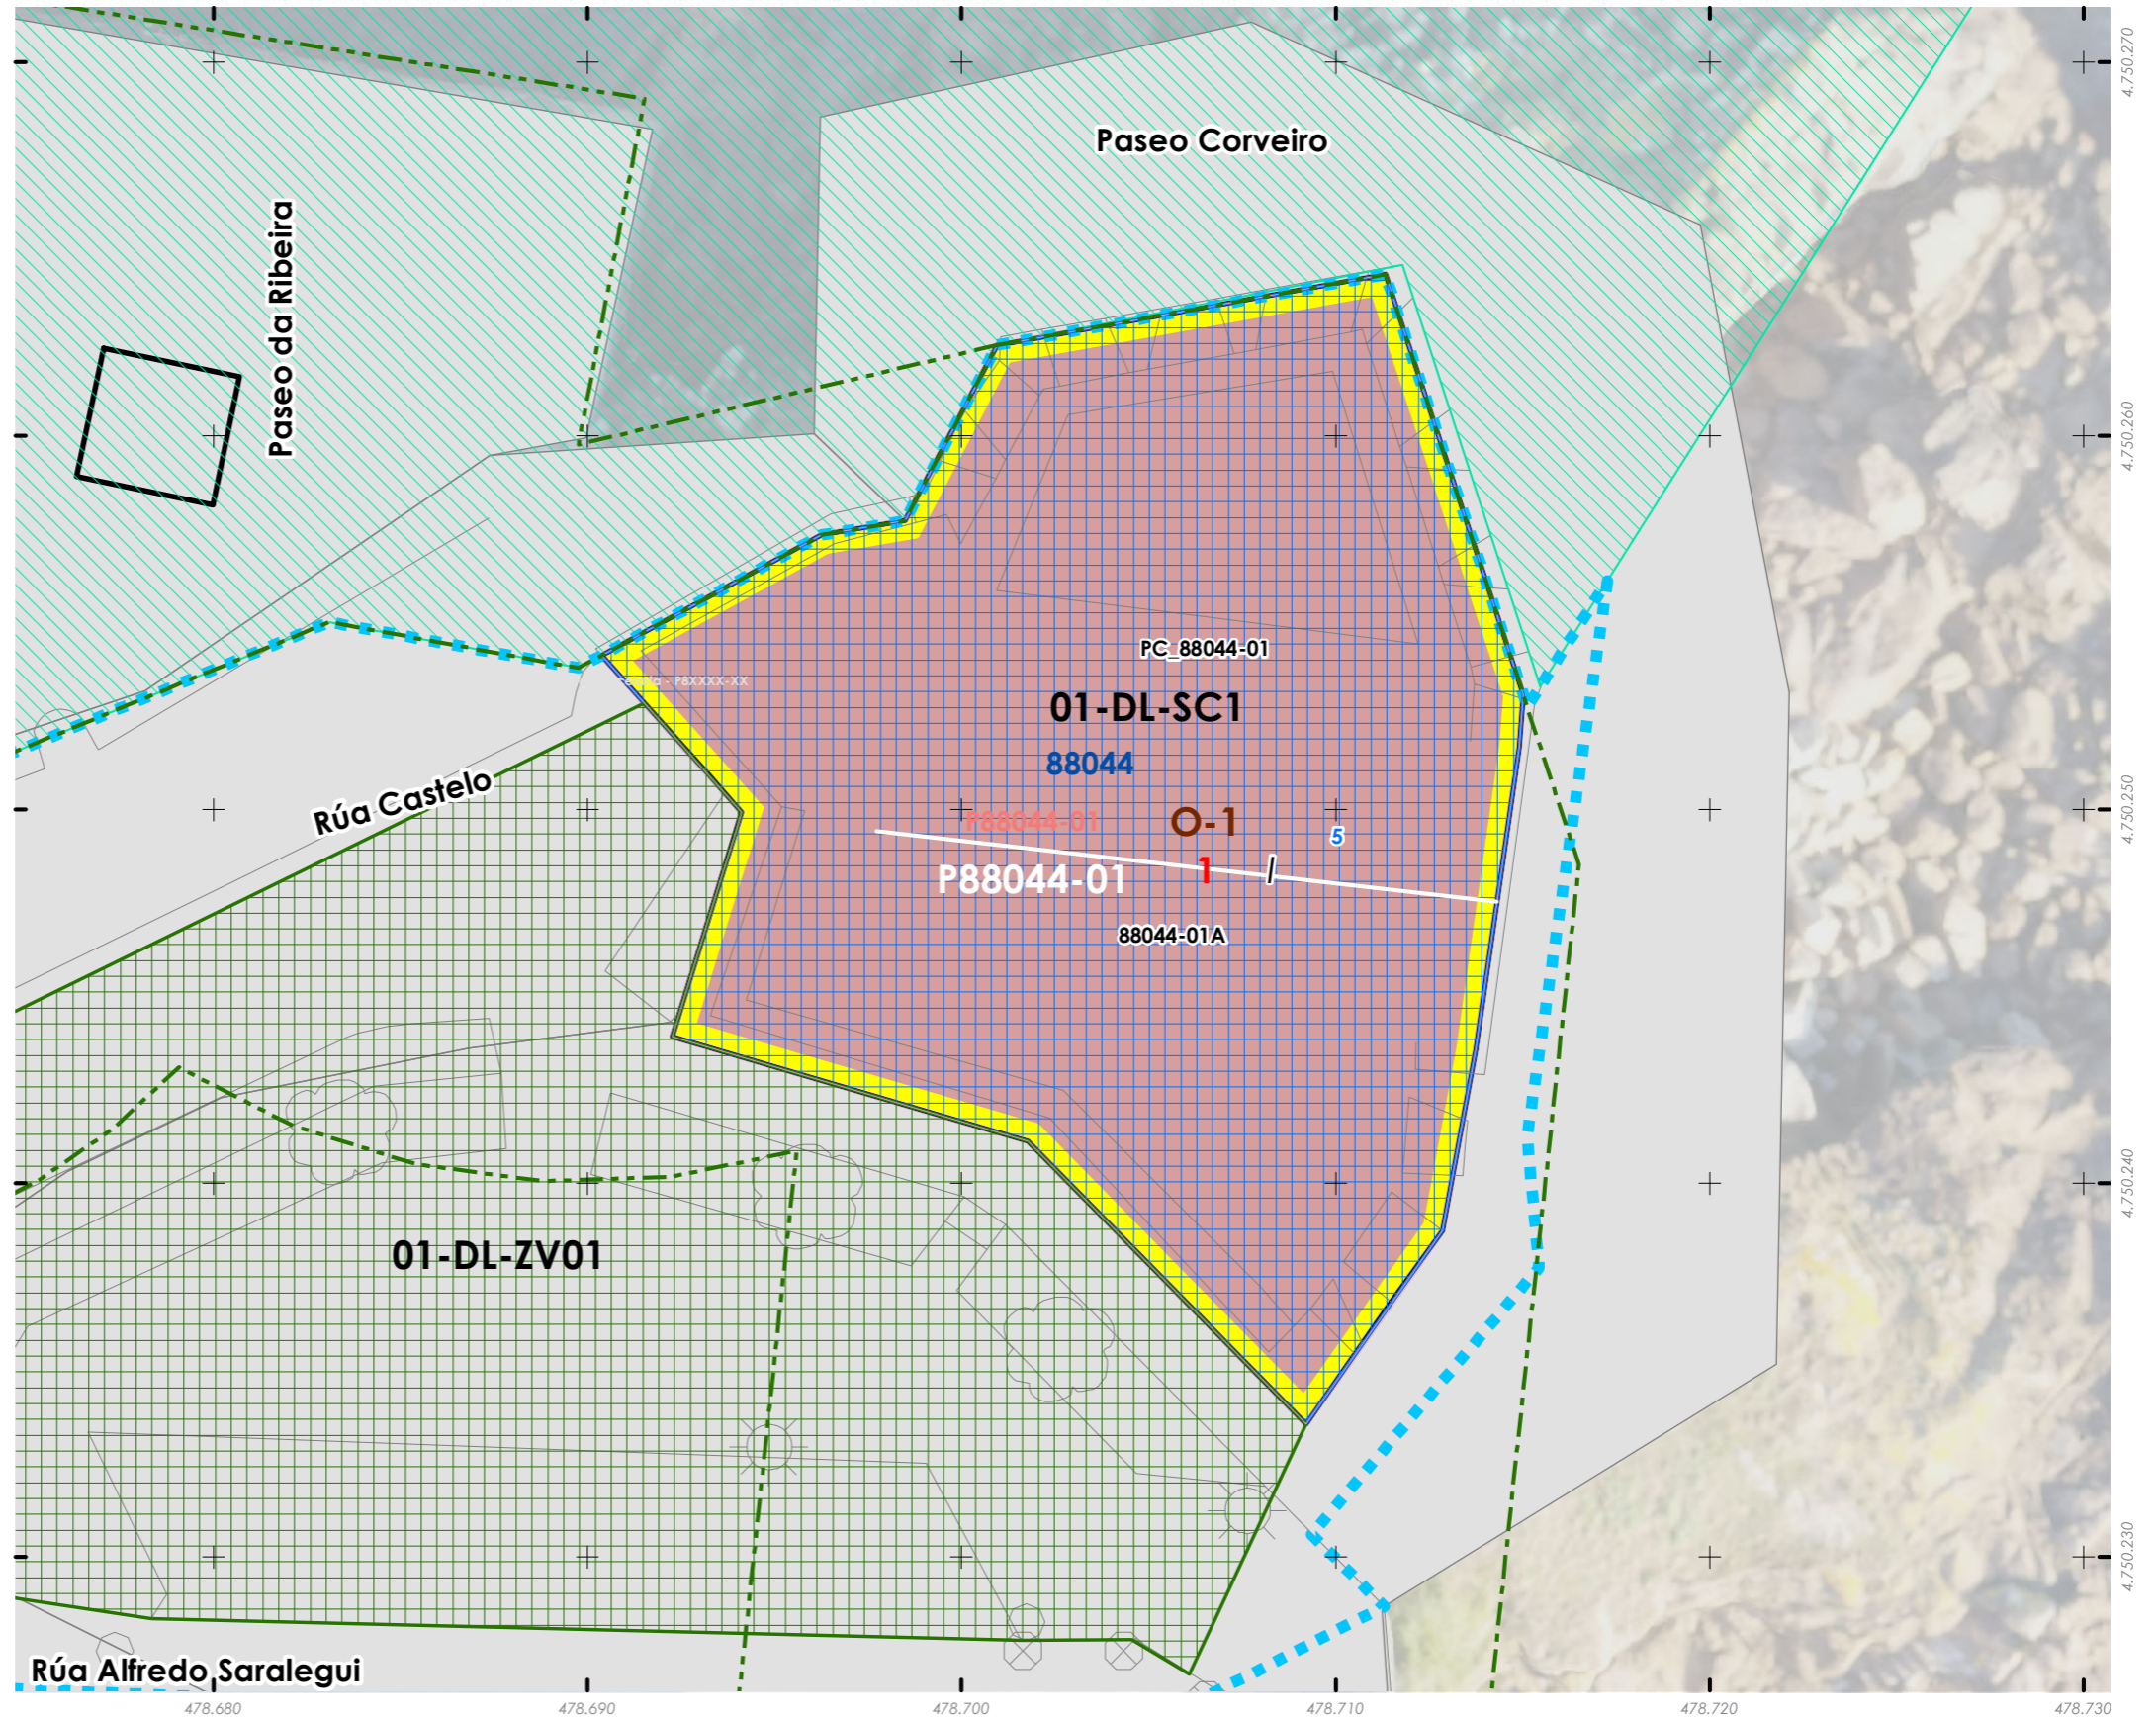 Paseo Corveiro
Paseo da Ribeira
PC_88044-01
01-DL-SC1
P8XXXX-XX
88044
Rúa Castelo
P88044-01
O-1
5
1
/
P88044-01
88044-01A
01-DL-ZV01
Rúa Alfredo Saralegui
4.750.270
4.750.260
4.750.250
4.750.240
4.750.230
478.680
478.690
478.700
478.710
478.720
478.730